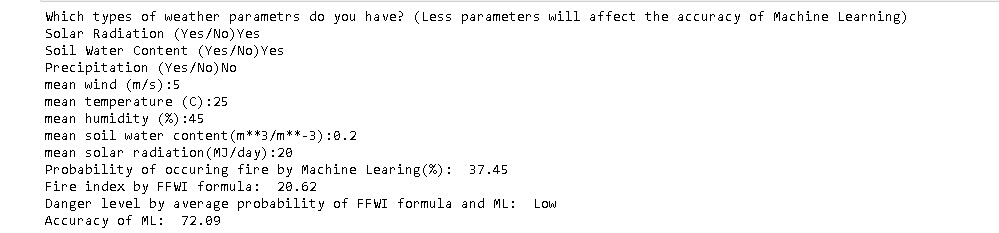 Which types of weather parametrs do you have? (Less parameters will affect the accuracy of Machine Learning)
Solar Radiation (Yes/No)Yes
Soil Water Content (Yes/No)Yes
Precipitation (Yes/No)No
mean wind (m/s):5
mean temperature (C):25
mean humidity (%):45
mean soil water content(m**3/m**-3):0.2
mean solar radiation(MJ/day):20
Probability of occuring fire by Machine Learing(%):  37.45
Fire index by FFWI formula:  20.62
Danger level by average probability of FFWI formula and ML:  Low
Accuracy of ML:  72.09